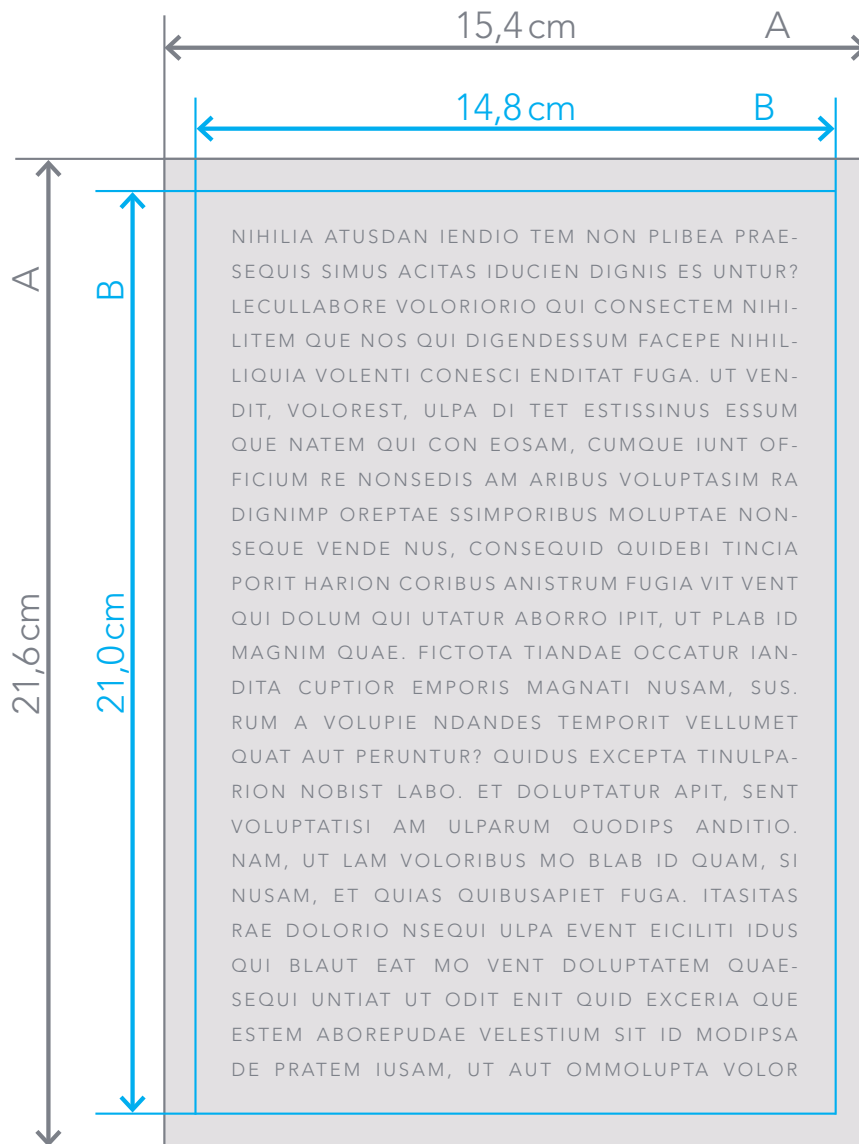 15,4 cm A
14,8 cm B
A
B
21,6 cm
21,0 cm
NIHILIA ATUSDAN IENDIO TEM NON PLIBEA PRAE-
SEQUIS SIMUS ACITAS IDUCIEN DIGNIS ES UNTUR?
LECULLABORE VOLORIORIO QUI CONSECTEM NIHI-
LITEM QUE NOS QUI DIGENDESSUM FACEPE NIHIL-
LIQUIA VOLENTI CONESCI ENDITAT FUGA. UT VEN-
DIT, VOLOREST, ULPA DI TET ESTISSINUS ESSUM
QUE NATEM QUI CON EOSAM, CUMQUE IUNT OF-
FICIUM RE NONSEDIS AM ARIBUS VOLUPTASIM RA
DIGNIMP OREPTAE SSIMPORIBUS MOLUPTAE NON-
SEQUE VENDE NUS, CONSEQUID QUIDEBI TINCIA
PORIT HARION CORIBUS ANISTRUM FUGIA VIT VENT
QUI DOLUM QUI UTATUR ABORRO IPIT, UT PLAB ID
MAGNIM QUAE. FICTOTA TIANDAE OCCATUR IAN-
DITA CUPTIOR EMPORIS MAGNATI NUSAM, SUS.
RUM A VOLUPIE NDANDES TEMPORIT VELLUMET
QUAT AUT PERUNTUR? QUIDUS EXCEPTA TINULPA-
RION NOBIST LABO. ET DOLUPTATUR APIT, SENT
VOLUPTATISI AM ULPARUM QUODIPS ANDITIO.
NAM, UT LAM VOLORIBUS MO BLAB ID QUAM, SI
NUSAM, ET QUIAS QUIBUSAPIET FUGA. ITASITAS
RAE DOLORIO NSEQUI ULPA EVENT EICILITI IDUS
QUI BLAUT EAT MO VENT DOLUPTATEM QUAE-
SEQUI UNTIAT UT ODIT ENIT QUID EXCERIA QUE
ESTEM ABOREPUDAE VELESTIUM SIT ID MODIPSA
DE PRATEM IUSAM, UT AUT OMMOLUPTA VOLOR